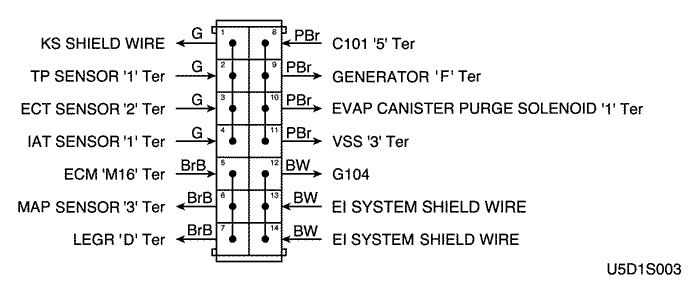 KS SHIELD WIRE G 1 8 PBr C101 '5' Ter
TP SENSOR '1' Ter G 2 9 PBr GENERATOR 'F' Ter
ECT SENSOR '2' Ter G 3 10 PBr EVAP CANISTER PURGE SOLENOID '1' Ter
IAT SENSOR '1' Ter G 4 11 PBr VSS '3' Ter
ECM 'M16' Ter BrB 5 12 BW G104
MAP SENSOR '3' Ter BrB 6 13 BW EI SYSTEM SHIELD WIRE
LEGR 'D' Ter BrB 7 14 BW EI SYSTEM SHIELD WIRE
U5D1S003